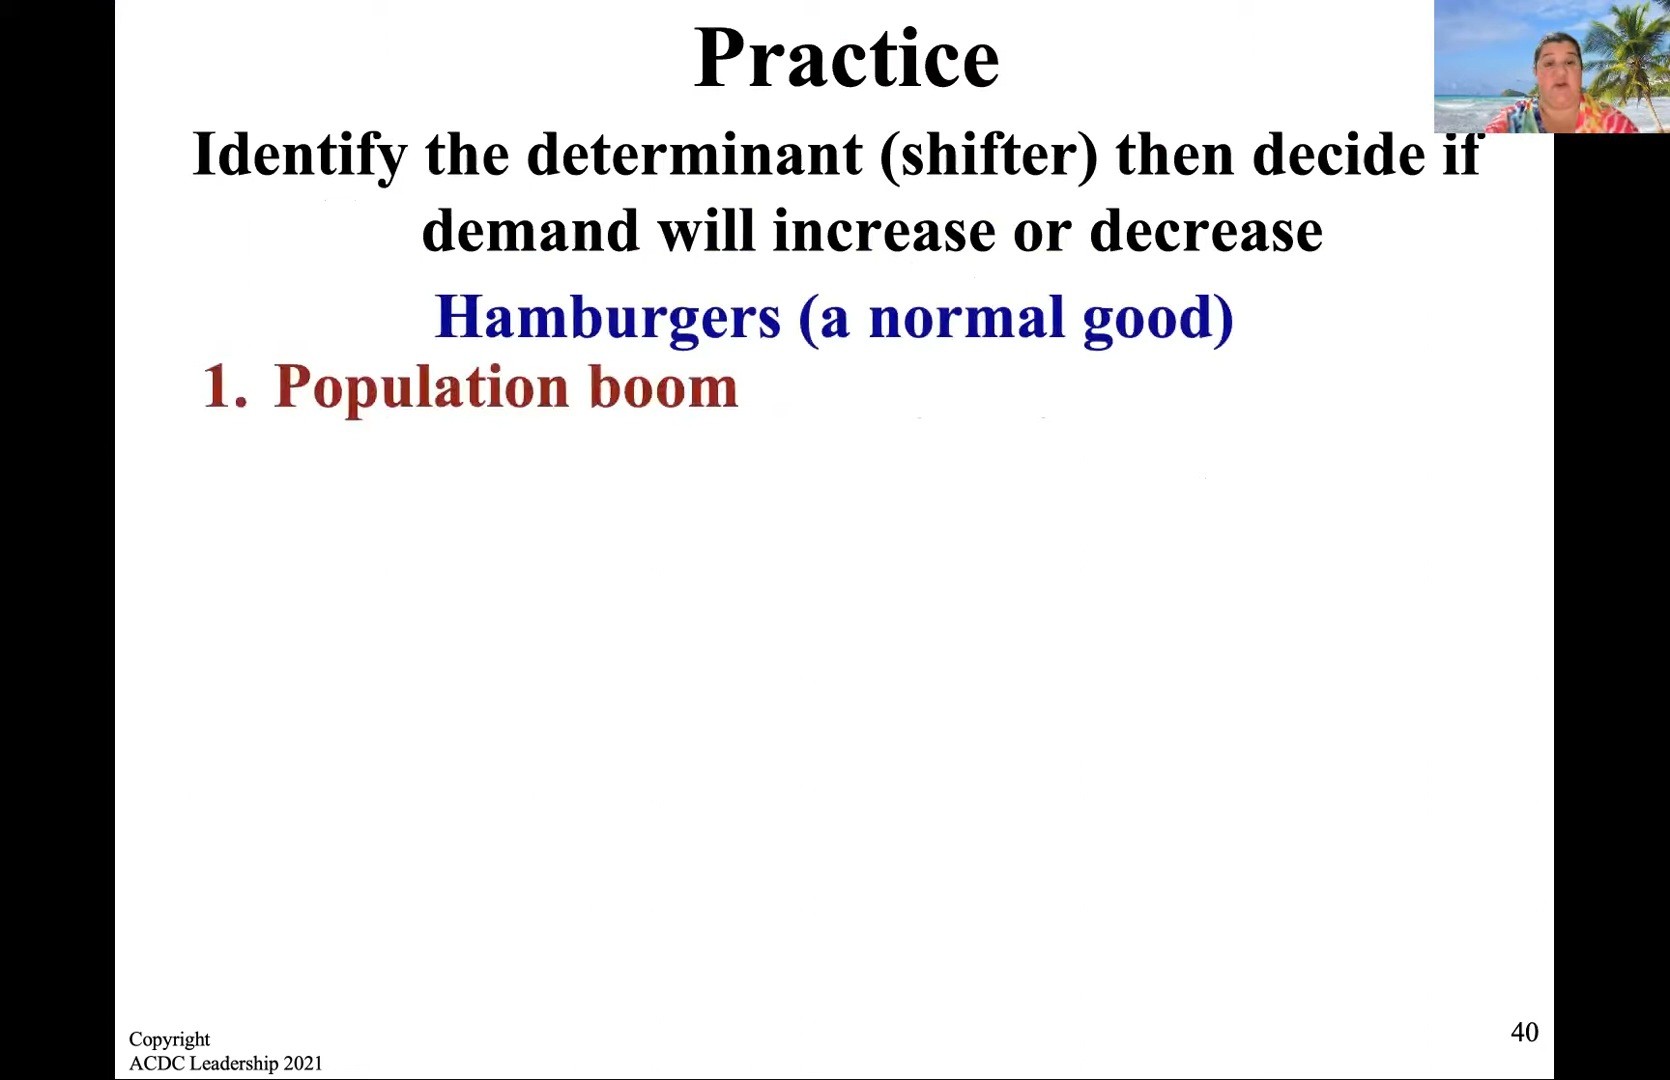 Practice
Identify the determinant (shifter) then decide if
demand will increase or decrease
Hamburgers (a normal good)
1. Population boom
Copyright
ACDC Leadership 2021
40